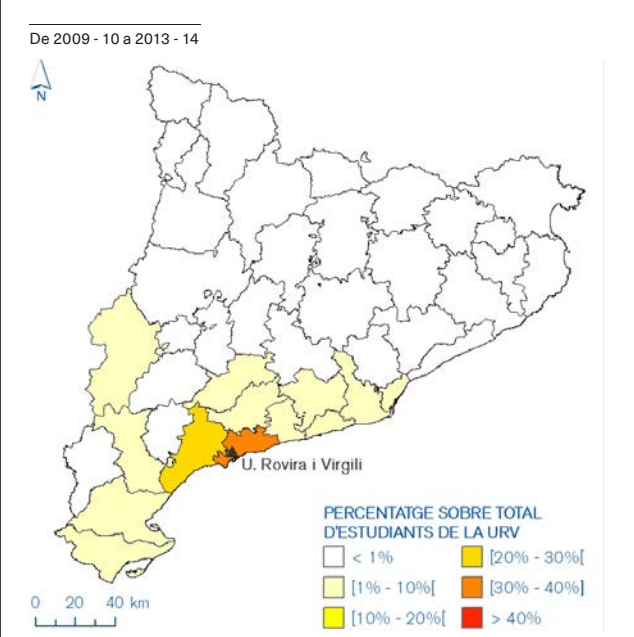 De 2009 - 10 a 2013 - 14
N
U. Rovira i Virgili
PERCENTATGE SOBRE TOTAL
D'ESTUDIANTS DE LA URV
< 1%
[20% - 30%[
[1% - 10%[
[30% - 40%]
[10% - 20%[
> 40%
0 20 40 km